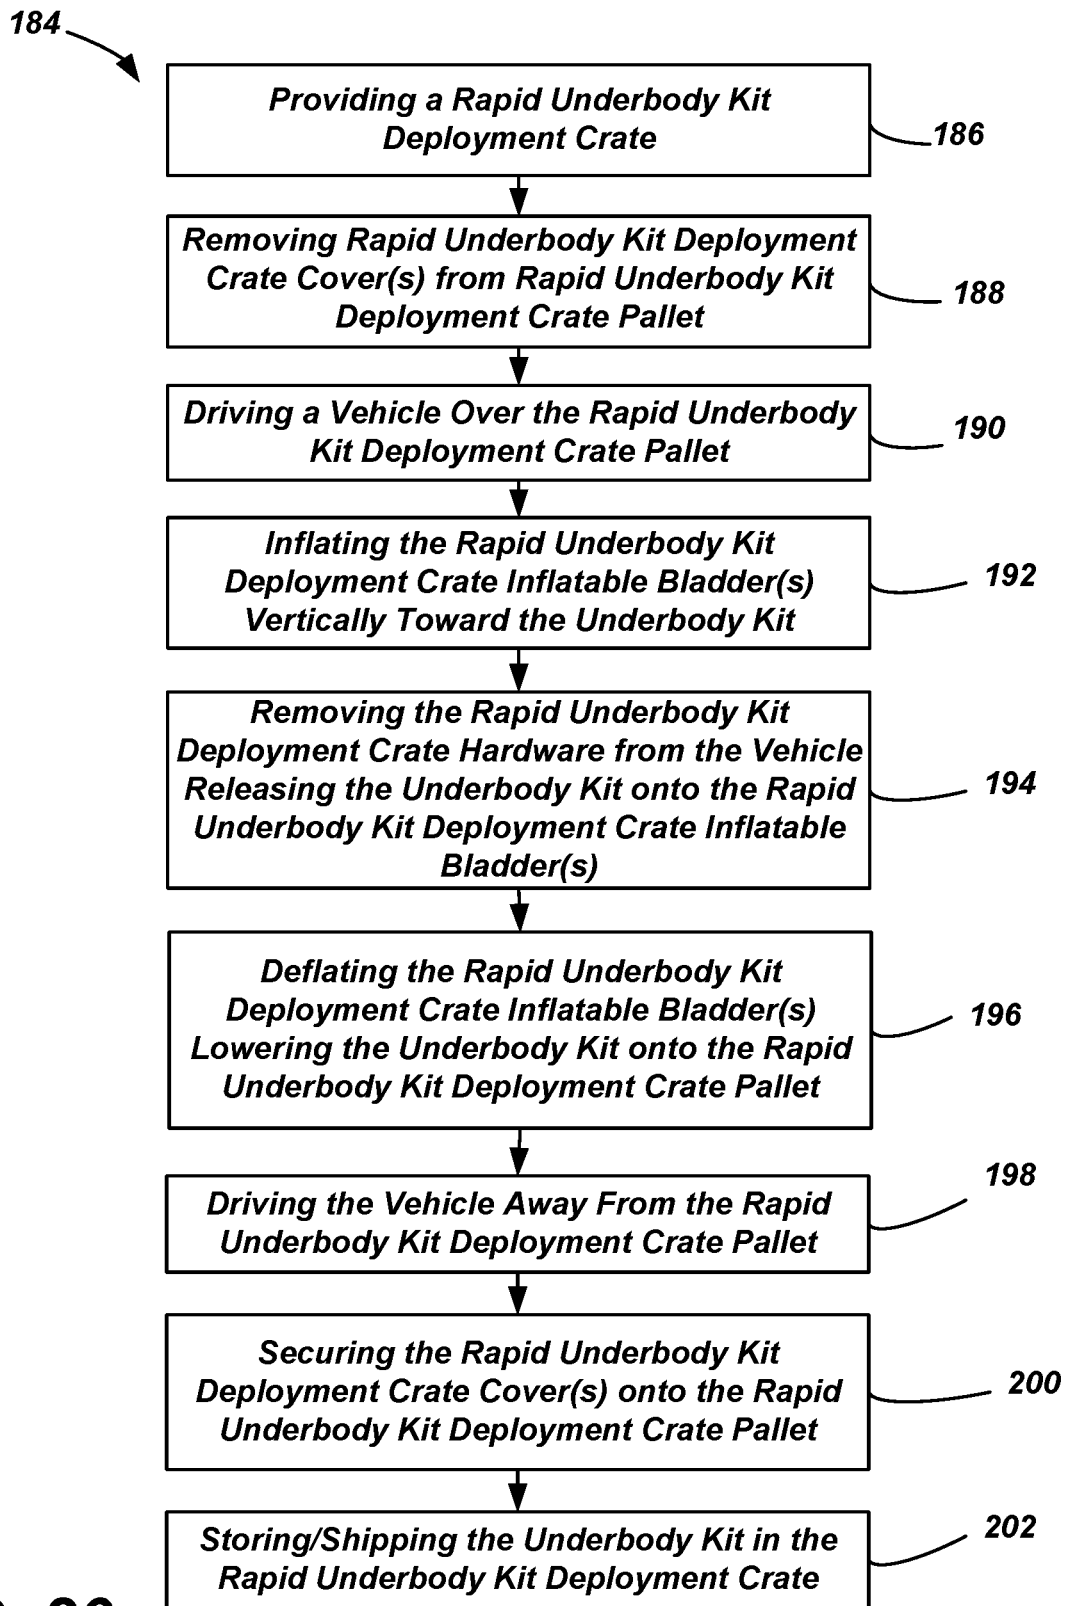 184
Providing a Rapid Underbody Kit
Deployment Crate
186
Removing Rapid Underbody Kit Deployment
Crate Cover(s) from Rapid Underbody Kit
Deployment Crate Pallet
188
Driving a Vehicle Over the Rapid Underbody
Kit Deployment Crate Pallet
190
Inflating the Rapid Underbody Kit
Deployment Crate Inflatable Bladder(s)
Vertically Toward the Underbody Kit
192
Removing the Rapid Underbody Kit
Deployment Crate Hardware from the Vehicle
Releasing the Underbody Kit onto the Rapid
Underbody Kit Deployment Crate Inflatable
Bladder(s)
194
Deflating the Rapid Underbody Kit
Deployment Crate Inflatable Bladder(s)
Lowering the Underbody Kit onto the Rapid
Underbody Kit Deployment Crate Pallet
196
Driving the Vehicle Away From the Rapid
Underbody Kit Deployment Crate Pallet
198
Securing the Rapid Underbody Kit
Deployment Crate Cover(s) onto the Rapid
Underbody Kit Deployment Crate Pallet
200
Storing/Shipping the Underbody Kit in the
Rapid Underbody Kit Deployment Crate
202